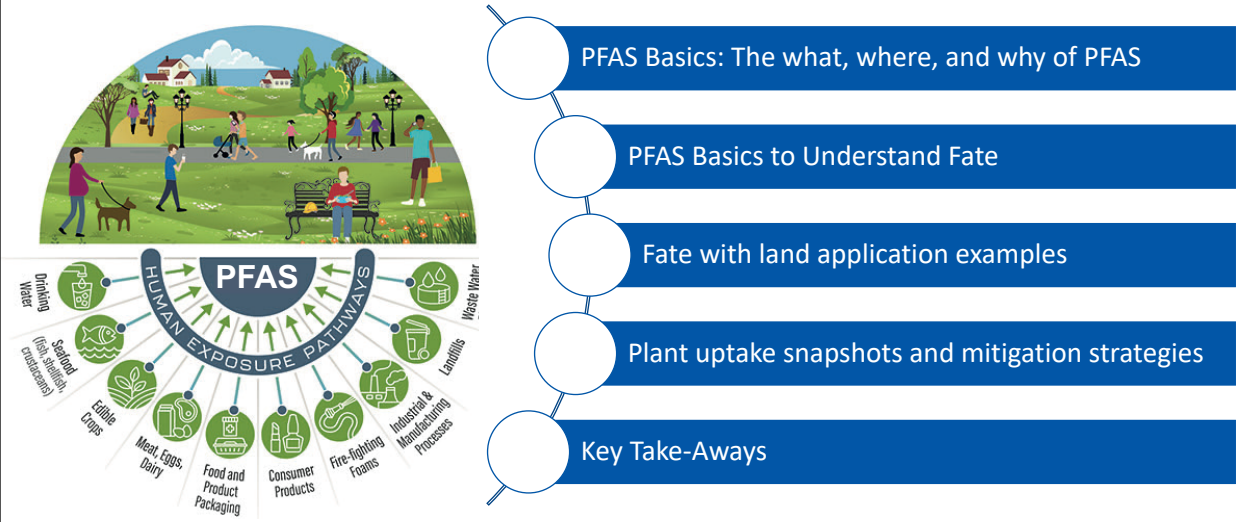 PFAS
HUMAN EXPOSURE PATHWAYS
Drinking
Water
Seafood
(fish, shellfish,
crustaceans)
Edible
Crops
Meat, Eggs,
Dairy
Food and
Product
Packaging
Consumer
Products
Fire-fighting
Foams
Industrial &
Manufacturing
Processes
Landfills
Waste Water
PFAS Basics: The what, where, and why of PFAS
PFAS Basics to Understand Fate
Fate with land application examples
Plant uptake snapshots and mitigation strategies
Key Take-Aways